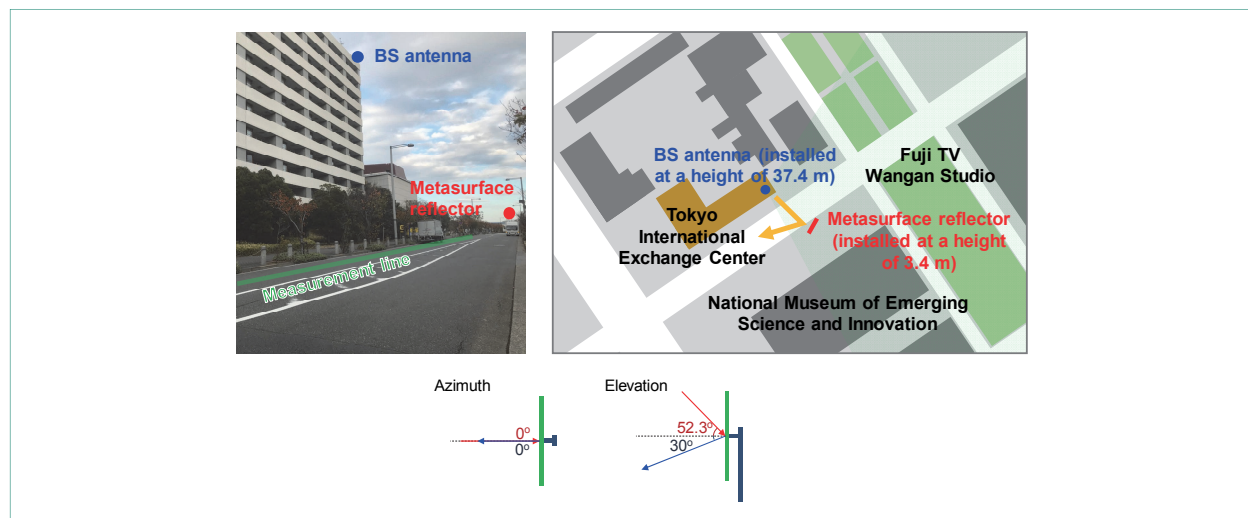 BS antenna
Metasurface
reflector
Measurement line
BS antenna (installed
at a height of 37.4 m)
Fuji TV
Wangan Studio
Tokyo
International
Exchange Center
Metasurface reflector
(installed at a height
of 3.4 m)
National Museum of Emerging
Science and Innovation
Azimuth
0°
0°
Elevation
52.3°
30°